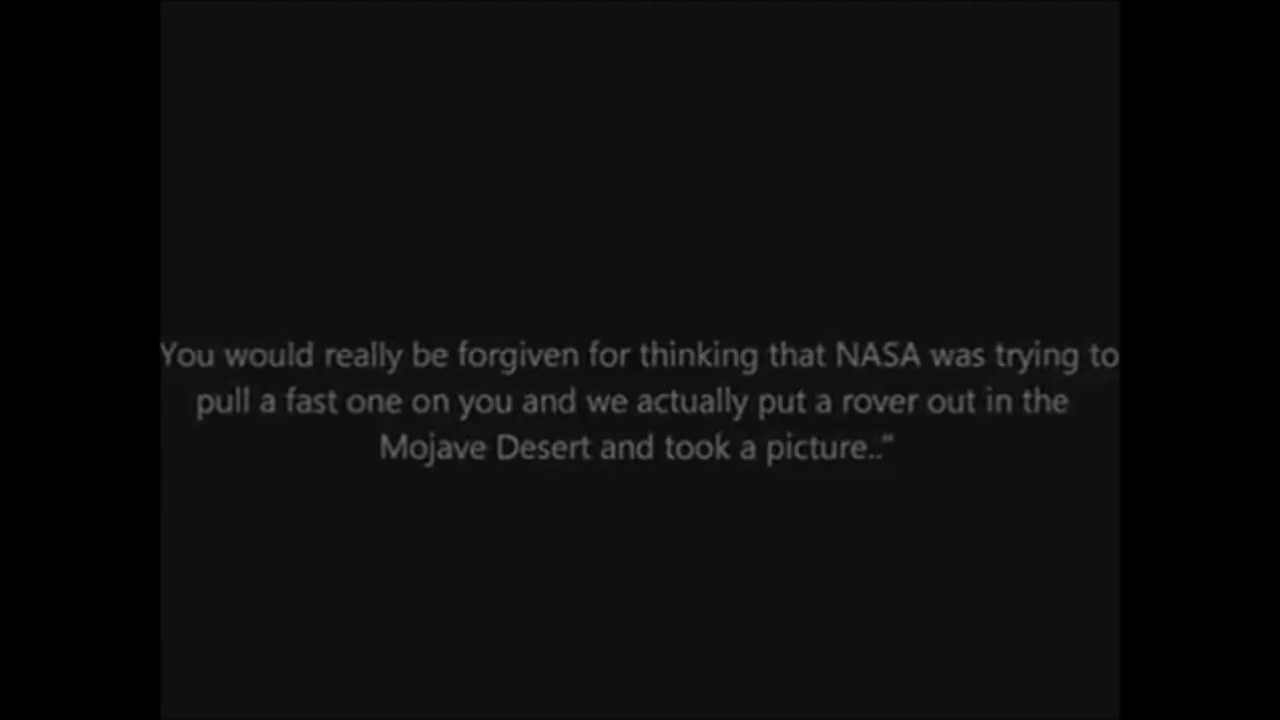 You would really be forgiven for thinking that NASA was trying to
pull a fast one on you and we actually put a rover out in the
Mojave Desert and took a picture.."